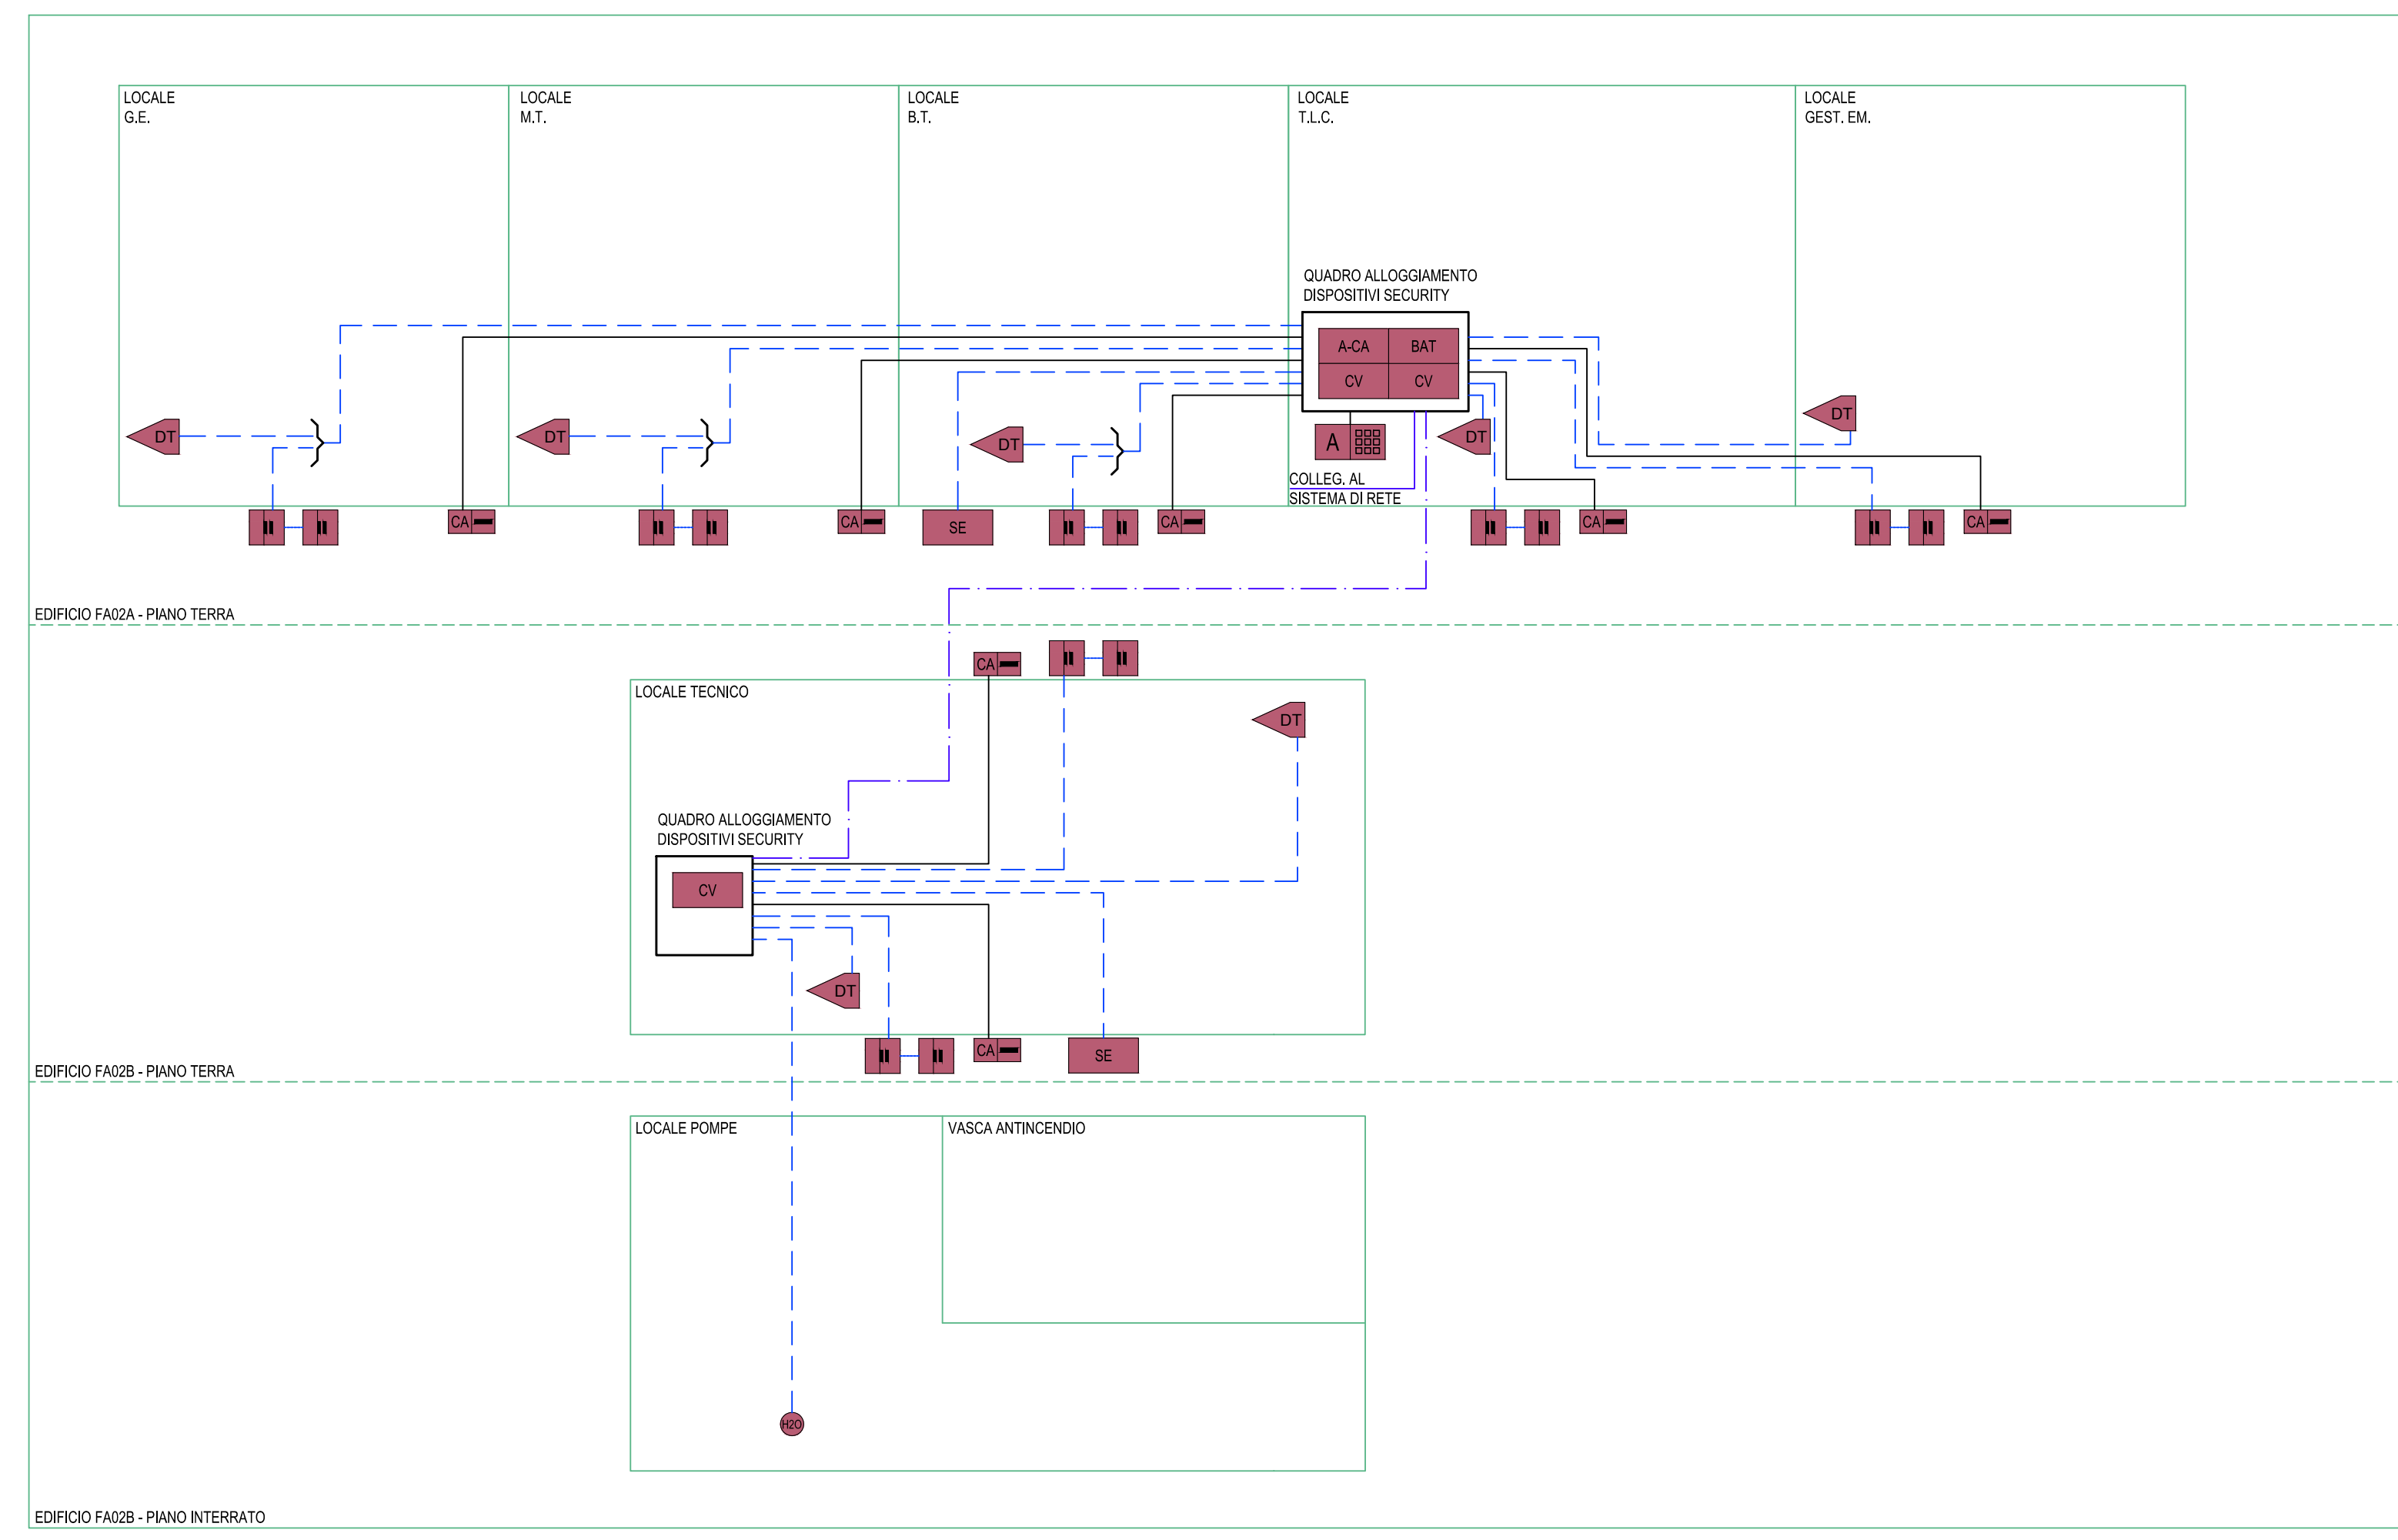 LOCALE
G.E.
LOCALE
M.T.
LOCALE
B.T.
LOCALE
T.L.C.
LOCALE
GEST. EM.
QUADRO ALLOGGIAMENTO
DISPOSITIVI SECURITY
A-CA BAT
CV CV
DT
DT
DT
A
DT
DT
COLLEG. AL
SISTEMA DI RETE
CA
CA
SE
CA
CA
CA
EDIFICIO FA02A - PIANO TERRA
CA
LOCALE TECNICO
DT
QUADRO ALLOGGIAMENTO
DISPOSITIVI SECURITY
CV
DT
CA
SE
EDIFICIO FA02B - PIANO TERRA
LOCALE POMPE
VASCA ANTINCENDIO
H2O
EDIFICIO FA02B - PIANO INTERRATO